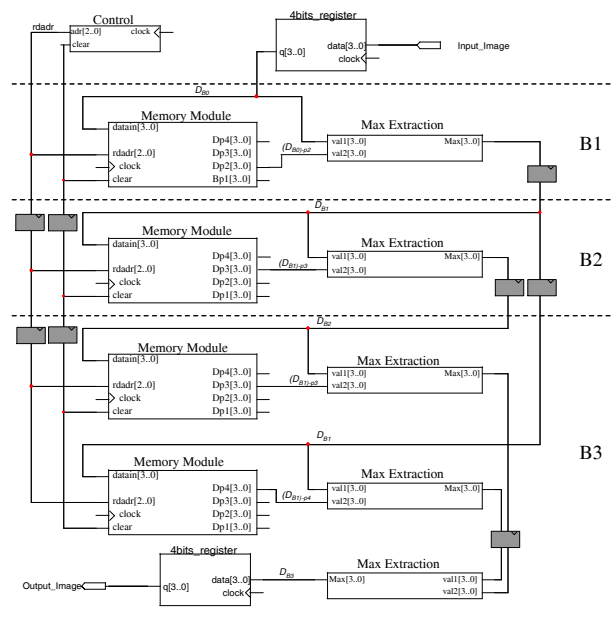 4bits_register
Control
rdadr
adr[2..0]
clock
clear
data[3..0]
q[3..0]
clock
Input_Image
D_B0
Memory Module
Max Extraction
B1
datain[3..0]
Dp4[3..0]
rdadr[2..0]
Dp3[3..0]
clock
Dp2[3..0]
clear
Bp1[3..0]
(D_B0)-p2
val1[3..0]
Max[3..0]
val2[3..0]
D_B1
Memory Module
Max Extraction
B2
datain[3..0]
Dp4[3..0]
rdadr[2..0]
Dp3[3..0]
clock
Dp2[3..0]
clear
Dp1[3..0]
(D_B1)-p3
val1[3..0]
Max[3..0]
val2[3..0]
D_B2
Memory Module
Max Extraction
datain[3..0]
Dp4[3..0]
rdadr[2..0]
Dp3[3..0]
clock
Dp2[3..0]
clear
Dp1[3..0]
(D_B1)-p3
val1[3..0]
Max[3..0]
val2[3..0]
D_B1
B3
Memory Module
Max Extraction
datain[3..0]
Dp4[3..0]
rdadr[2..0]
Dp3[3..0]
clock
Dp2[3..0]
clear
Dp1[3..0]
(D_B1)-p4
val1[3..0]
Max[3..0]
val2[3..0]
4bits_register
Max Extraction
Output_Image
q[3..0]
data[3..0]
clock
D_B3
Max[3..0]
val1[3..0]
val2[3..0]